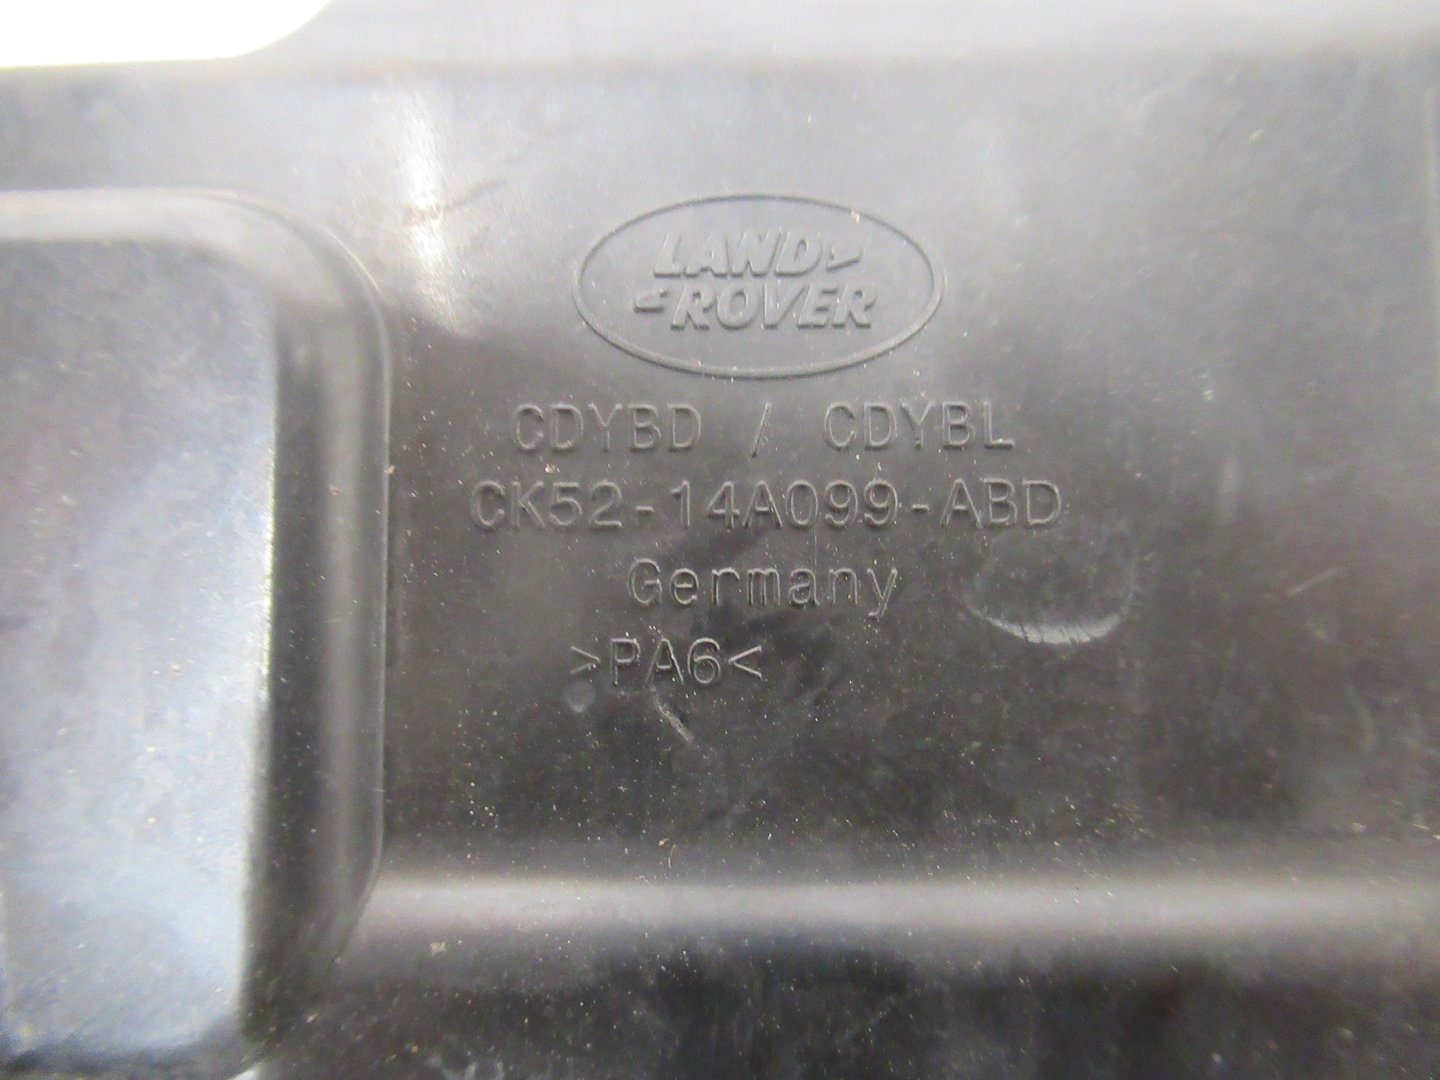 LAND
ROVER
CDYBD / CDYBL
CK52-14A099-ABD
Germany
>PA6<